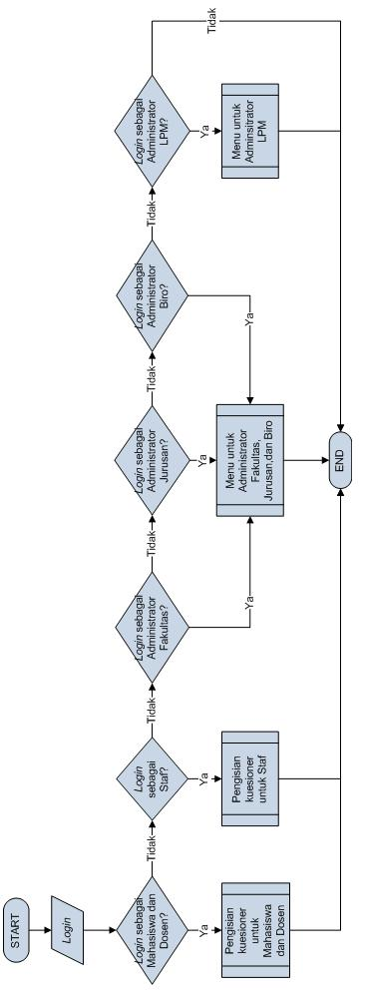 START
Login
Login sebagai
Mahasiswa dan
Dosen?
Ya
Pengisian
kuesioner
untuk
Mahasiswa
dan Dosen
Tidak
Login
sebagai
Staf?
Ya
Pengisian
kuesioner
untuk Staf
Tidak
Login sebagai
Administrator
Fakultas?
Ya
Tidak
Login sebagai
Administrator
Jurusan?
Ya
Menu untuk
Administrator
Fakultas,
Jurusan,dan Biro
Tidak
Login sebagai
Administrator
Biro?
Ya
Tidak
Login sebagai
Administrator
LPM?
Ya
Menu untuk
Adminsitrator
LPM
Tidak
END